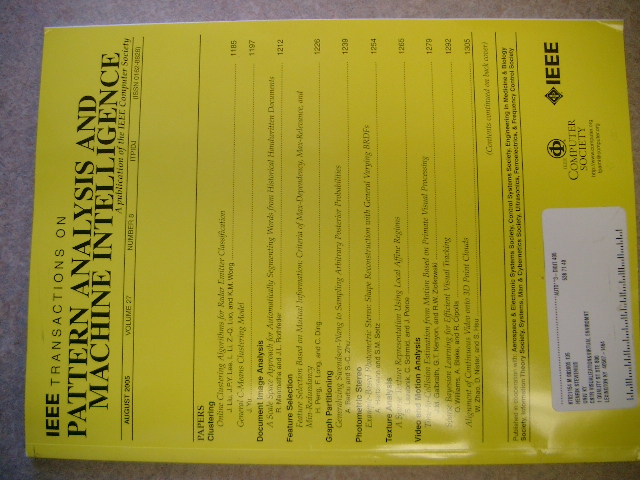 IEEE TRANSACTIONS ON
PATTERN ANALYSIS AND
MACHINE INTELLIGENCE
A publication of the IEEE Computer Society
AUGUST 2005 VOLUME 27 NUMBER 8 ITPIDJ (ISSN 0162-8828)
PAPERS
Clustering
Online Clustering Algorithms for Radar Emitter Classification
J. Liu, J.P.Y. Lee, L. Li, Z.-Q. Luo, and K.M. Wong 1185
General C-Means Clustering Model
J. Yu 1197
Document Image Analysis
A Scale Space Approach for Automatically Segmenting Words from Historical Handwritten Documents
R. Manmatha and J.L. Rothfeder 1212
Feature Selection
Feature Selection Based on Mutual Information: Criteria of Max-Dependency, Max-Relevance, and
Min-Redundancy
H. Peng, F. Long, and C. Ding 1226
Graph Partitioning
Generalizing Swendsen-Wang to Sampling Arbitrary Posterior Probabilities
A. Barbu and S.-C. Zhu 1239
Photometric Stereo
Example-Based Photometric Stereo: Shape Reconstruction with General, Varying BRDFs
and S.M. Seitz 1254
Texture Analysis
A Sparse Texture Representation Using Local Affine Regions
C. Schmid, and J. Ponce 1265
Video and Motion Analysis
Estimation from Motion Based on Primate Visual Processing
J. Galbraith, G.T. Kenyon, and R.W. Ziolkowski 1279
Sparse Bayesian Learning for Efficient Visual Tracking
O. Williams, A. Blake, and R. Cipolla 1292
Alignment of Continuous Video onto 3D Point Clouds
W. Zhao, D. Nister, and S. Hsu 1305
(Contents continued on back cover)
Published in cooperation with: Aerospace & Electronic Systems Society, Control Systems Society, Engineering in Medicine & Biology
Society, Information Theory Society, Systems, Man & Cybernetics Society, Ultrasonics, Ferroelectrics, & Frequency Control Society
IEEE
COMPUTER
SOCIETY
http://www.computer.org
tpami@computer.org
IEEE